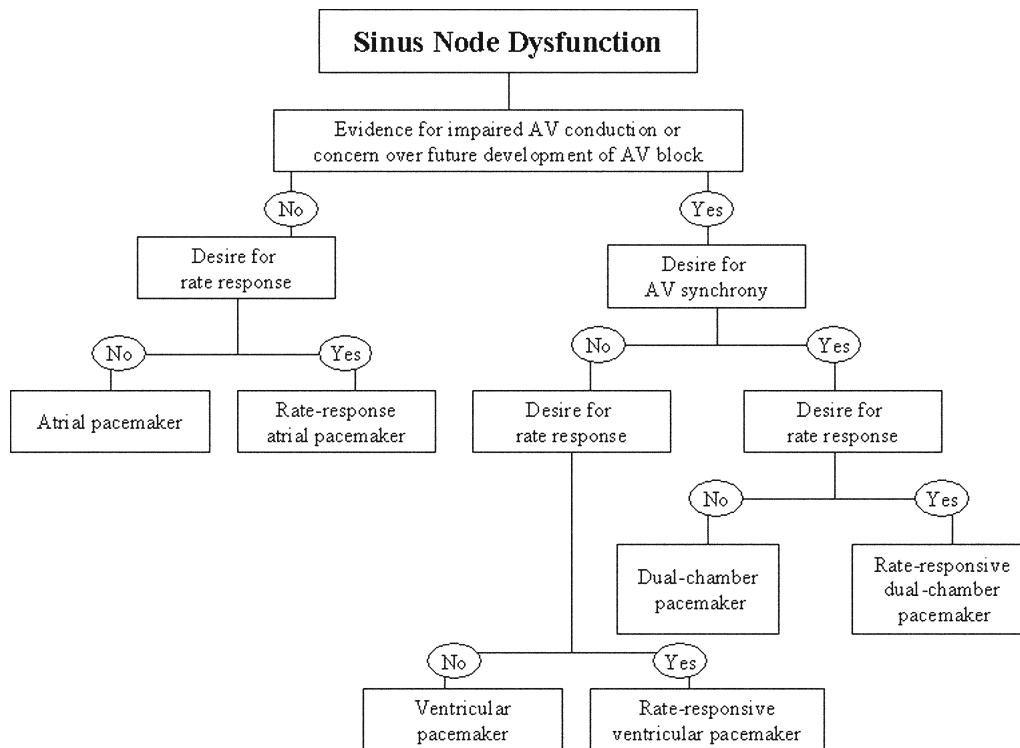 Sinus Node Dysfunction
Evidence for impaired AV conduction or
concern over future development of AV block
No
Yes
Desire for
rate response
Desire for
AV synchrony
No
Yes
No
Yes
Atrial pacemaker
Rate-response
atrial pacemaker
Desire for
rate response
Desire for
rate response
No
Yes
Dual-chamber
pacemaker
Rate-responsive
dual-chamber
pacemaker
No
Yes
Ventricular
pacemaker
Rate-responsive
ventricular pacemaker